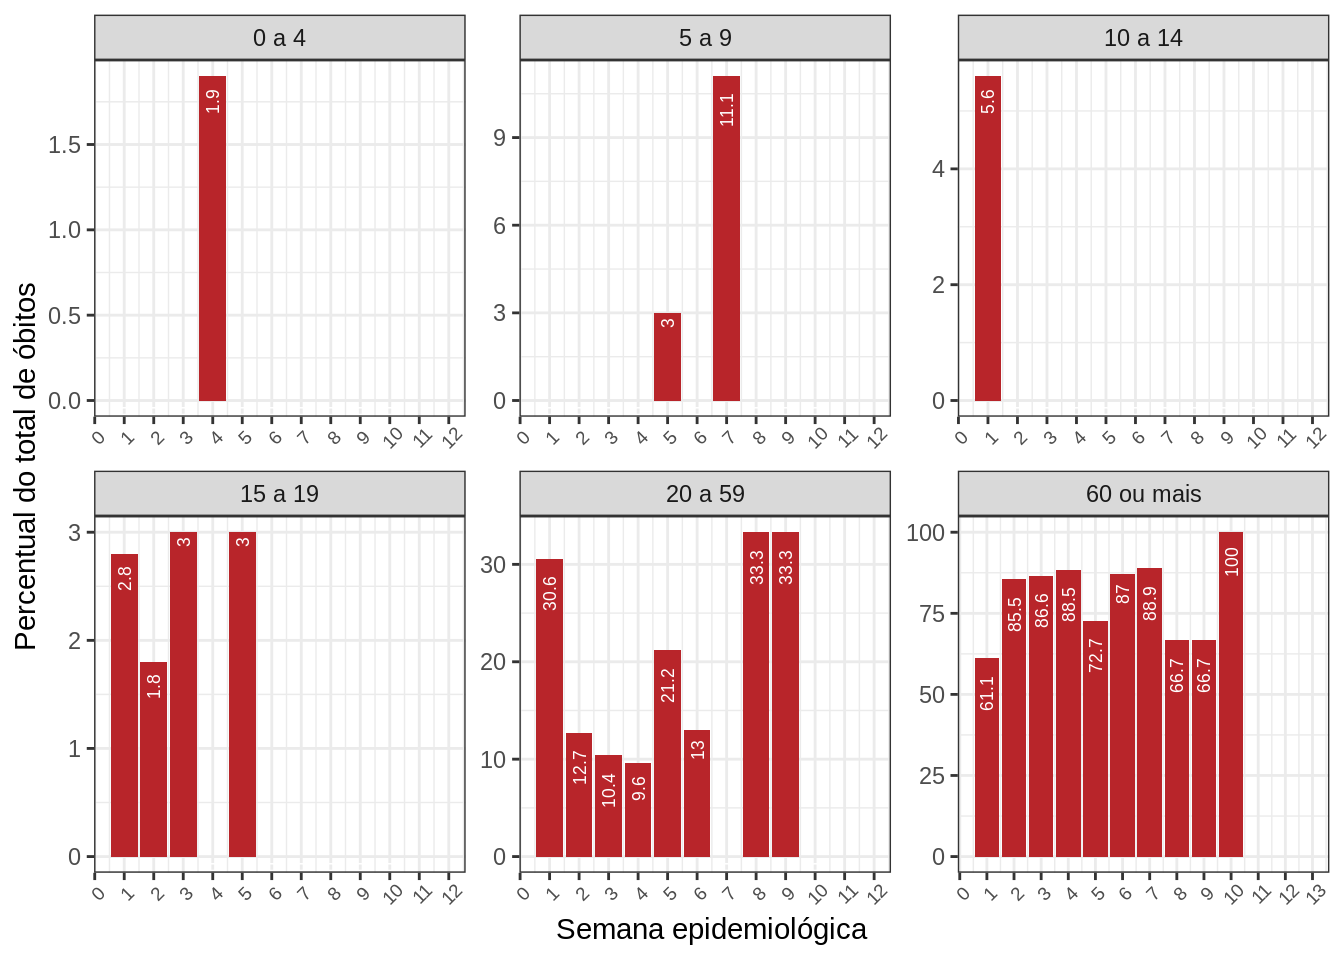 Percentual do total de óbitos
0 a 4
1.5
1.0
0.5
0.0
1.9
0 1 2 3 4 5 6 7 8 9 10 11 12
5 a 9
9
6
3
0
3
11.1
0 1 2 3 4 5 6 7 8 9 10 11 12
10 a 14
4
2
0
5.6
0 1 2 3 4 5 6 7 8 9 10 11 12
15 a 19
3
2
1
0
2.8 1.8 3 3
0 1 2 3 4 5 6 7 8 9 10 11 12
20 a 59
30
20
10
0
30.6 12.7 10.4 9.6 21.2 13 33.3 33.3
0 1 2 3 4 5 6 7 8 9 10 11 12
60 ou mais
100
75
50
25
0
61.1 85.5 86.6 88.5 72.7 87 88.9 66.7 66.7 100
0 1 2 3 4 5 6 7 8 9 10 11 12 13
Semana epidemiológica